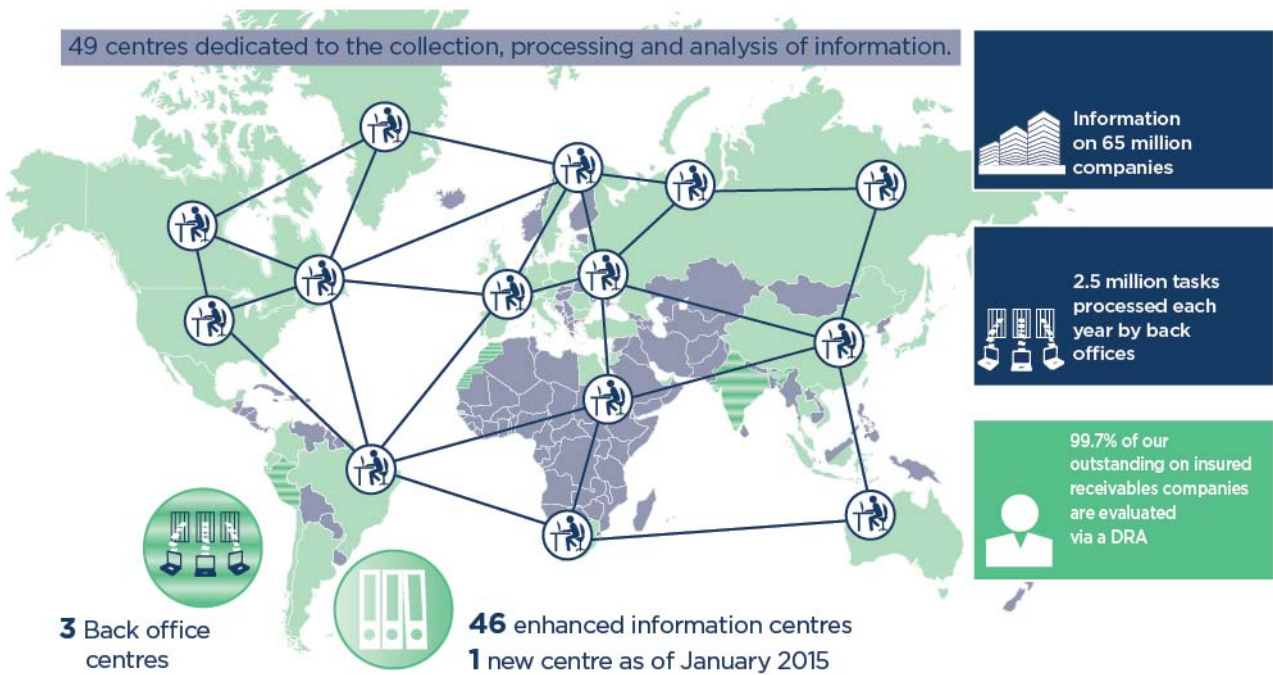 49 centres dedicated to the collection, processing and analysis of information.
Information
on 65 million
companies
2.5 million tasks
processed each
year by back
offices
99.7% of our
outstanding on insured
receivables companies
are evaluated
via a DRA
3 Back office
centres
46 enhanced information centres
1 new centre as of January 2015